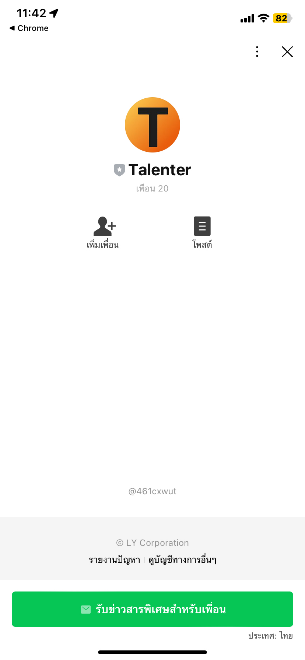 11:42
82
Chrome
T
Talenter
เพื่อน 20
เพิ่มเพื่อน
โพสต์
@461cxwut
© LY Corporation
รายงานปัญหา | ดูบัญชีทางการอื่นๆ
รับข่าวสารพิเศษสำหรับเพื่อน
ประเทศ: ไทย